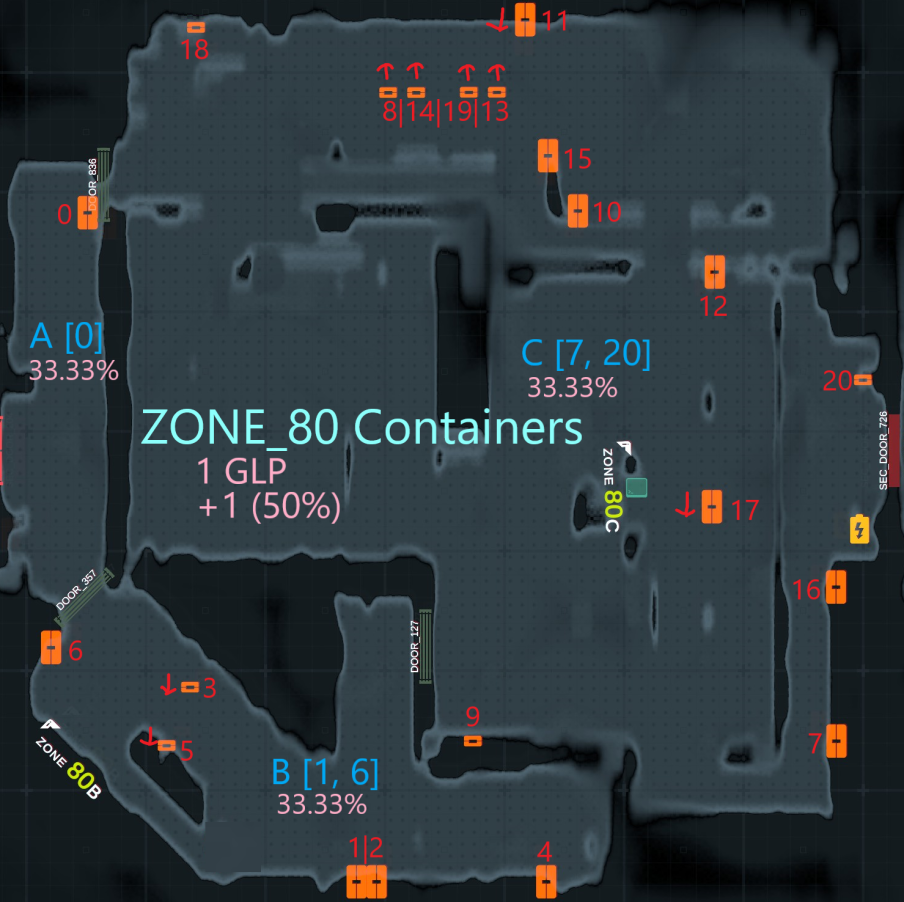 11
18
8|14|19|13
DOOR_836
15
0
10
12
A [0]
33.33%
C [7, 20]
33.33%
20
ZONE_80 Containers
1 GLP
+1 (50%)
SEC_DOOR_726
ZONE 80C
17
DOOR_357
16
DOOR_127
6
3
9
7
5
ZONE 80B
B [1, 6]
33.33%
1|2
4